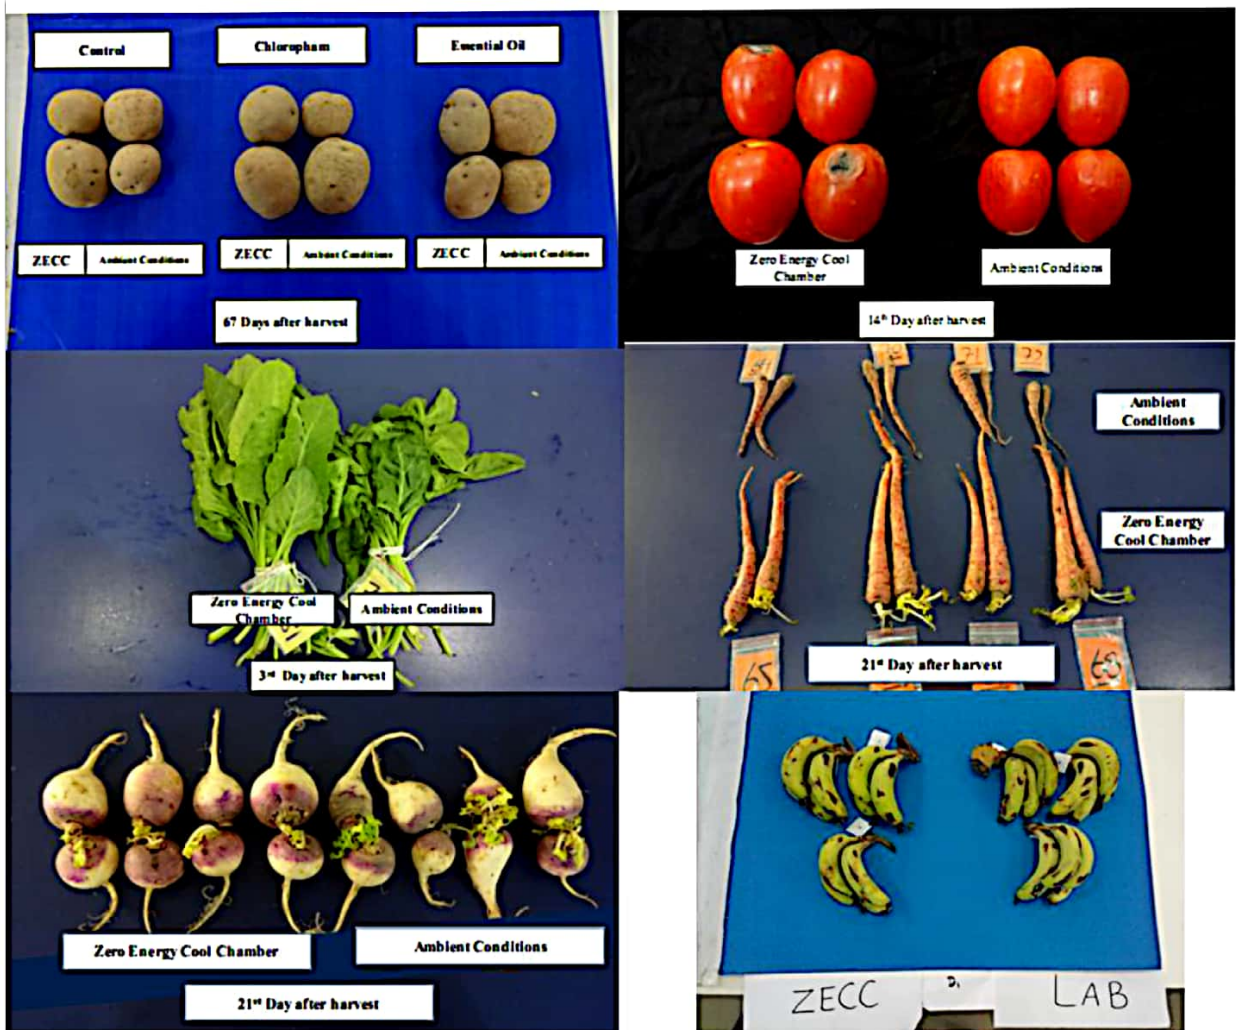 Control
Chloropham
Essential Oil
ZECC
Ambient Conditions
ZECC
Ambient Conditions
ZECC
Ambient Conditions
67 Days after harvest
Zero Energy Cool
Chamber
Ambient Conditions
14th Day after harvest
Zero Energy Cool
Chamber
Ambient Conditions
3rd Day after harvest
71
Ambient
Conditions
Zero Energy
Cool Chamber
21st Day after harvest
65
68
Zero Energy Cool Chamber
Ambient Conditions
21st Day after harvest
ZECC
LAB